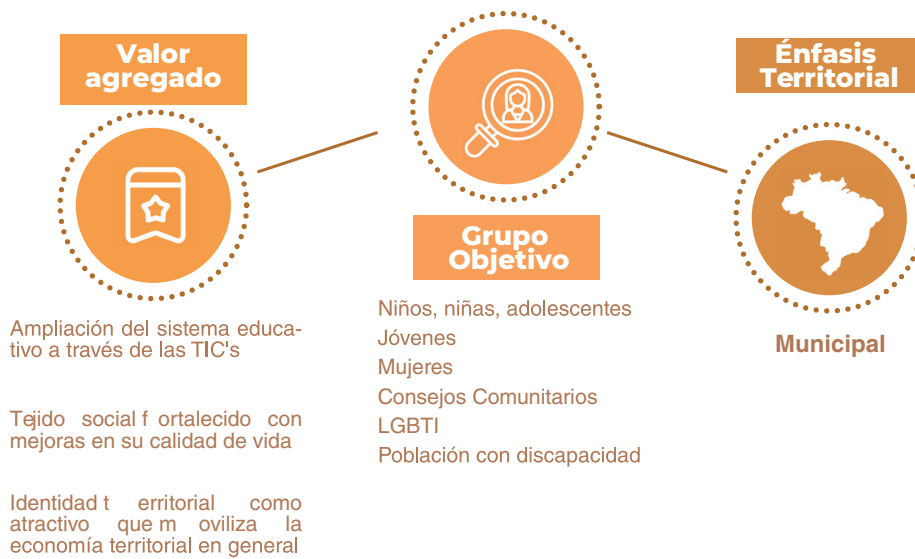 Valor
agregado
Ampliación del sistema educa-
tivo a través de las TIC's
Tejido social f ortalecido con
mejoras en su calidad de vida
Identidad t erritorial como
atractivo que m oviliza la
economía territorial en general
Grupo
Objetivo
Niños, niñas, adolescentes
Jóvenes
Mujeres
Consejos Comunitarios
LGBTI
Población con discapacidad
Énfasis
Territorial
Municipal